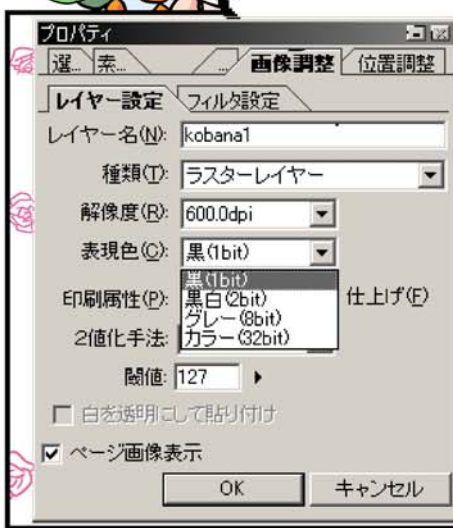 プロパティ
選... 素... ... 画像調整 位置調整
レイヤー設定 フィルタ設定
レイヤー名(N): kobana1
種類(T): ラスターレイヤー
解像度(R): 600.0dpi
表現色(C): 黒(1bit)
黒(1bit)
印刷属性(P): 黒白(2bit) 仕上げ(F)
グレー(8bit)
2値化手法: カラー(32bit)
閾値: 127
白を透明にして貼り付け
ページ画像表示
OK キャンセル